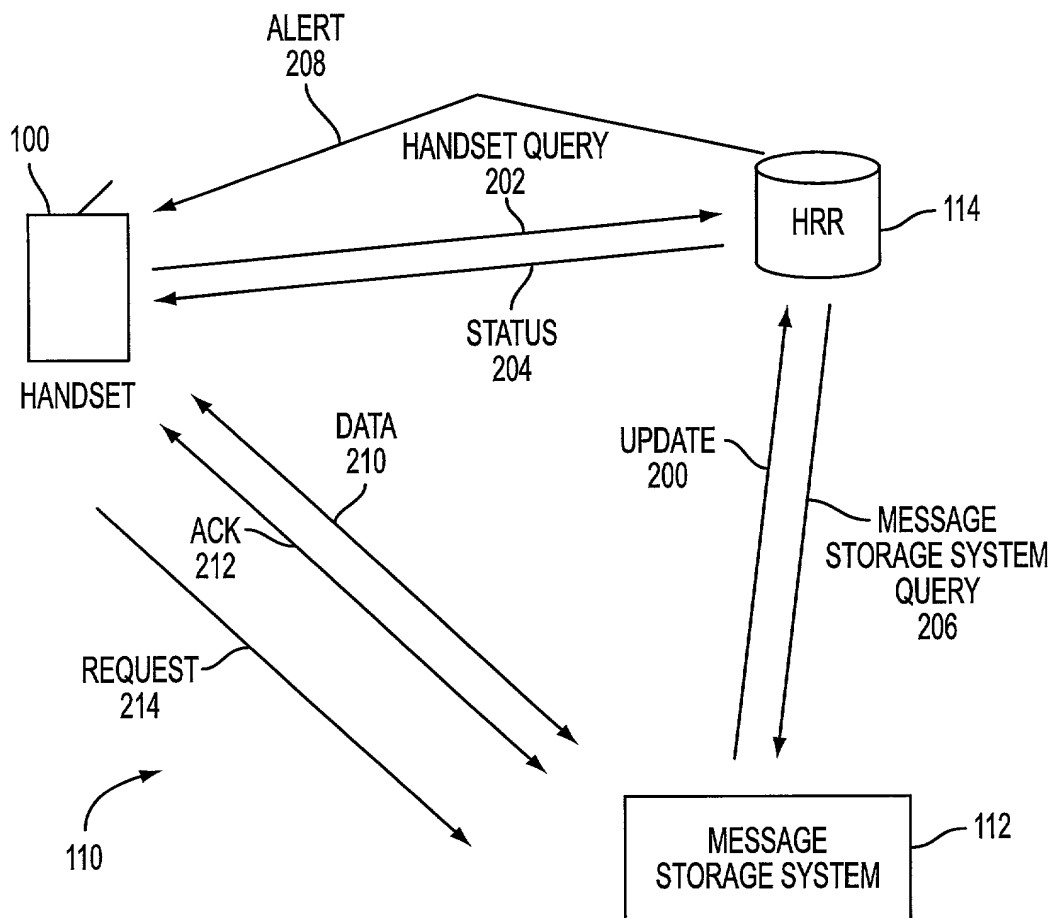 ALERT
208
100
HANDSET QUERY
202
HRR
114
STATUS
204
HANDSET
DATA
210
UPDATE
200
ACK
212
MESSAGE
STORAGE SYSTEM
QUERY
206
REQUEST
214
110
MESSAGE
STORAGE SYSTEM
112